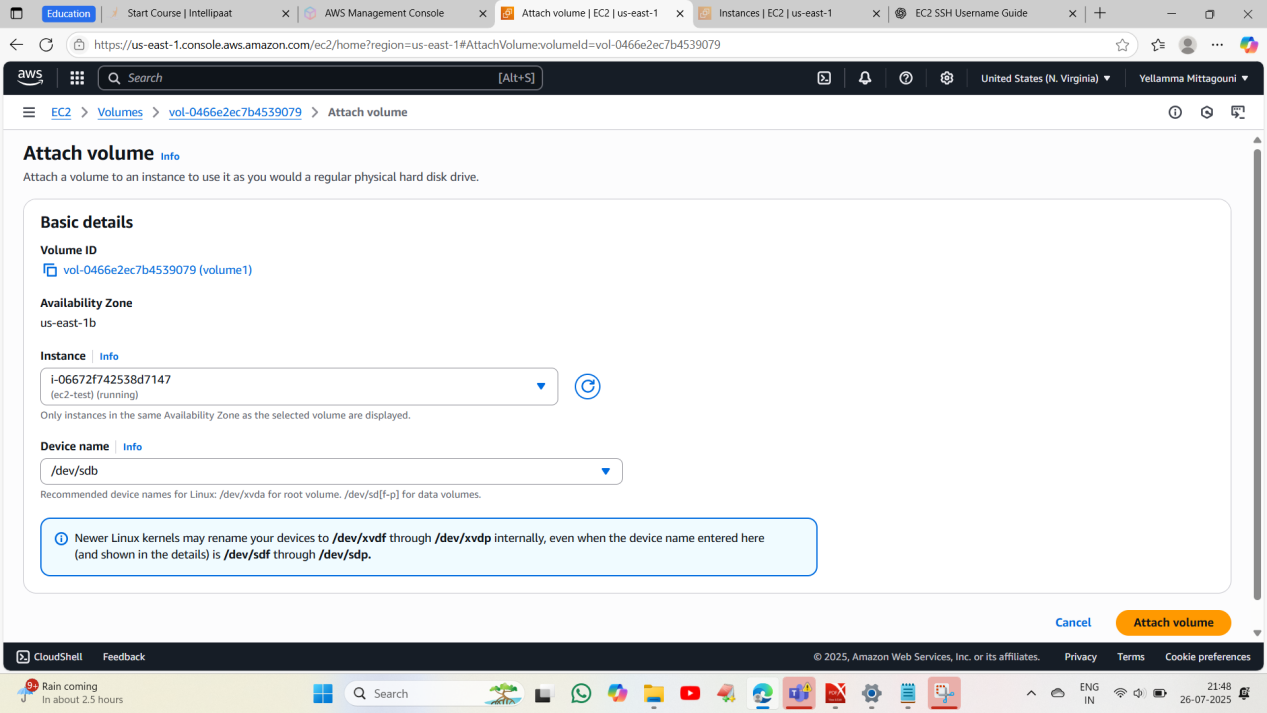 Education
Start Course | Intellipaat
AWS Management Console
Attach volume | EC2 | us-east-1
Instances | EC2 | us-east-1
EC2 SSH Username Guide
https://us-east-1.console.aws.amazon.com/ec2/home?region=us-east-1#AttachVolume:volumeId=vol-0466e2ec7b4539079
aws
Search
[Alt+S]
United States (N. Virginia)
Yellamma Mittagouni
EC2
Volumes
vol-0466e2ec7b4539079
Attach volume
Attach volume Info
Attach a volume to an instance to use it as you would a regular physical hard disk drive.
Basic details
Volume ID
vol-0466e2ec7b4539079 (volume1)
Availability Zone
us-east-1b
Instance Info
i-06672f742538d7147
(ec2-test) (running)
Only instances in the same Availability Zone as the selected volume are displayed.
Device name Info
/dev/sdb
Recommended device names for Linux: /dev/xvda for root volume. /dev/sd[f-p] for data volumes.
Newer Linux kernels may rename your devices to /dev/xvdf through /dev/xvdp internally, even when the device name entered here
(and shown in the details) is /dev/sdf through /dev/sdp.
Cancel
Attach volume
CloudShell
Feedback
© 2025, Amazon Web Services, Inc. or its affiliates.
Privacy
Terms
Cookie preferences
9+
Rain coming
In about 2.5 hours
Search
ENG
IN
21:48
26-07-2025